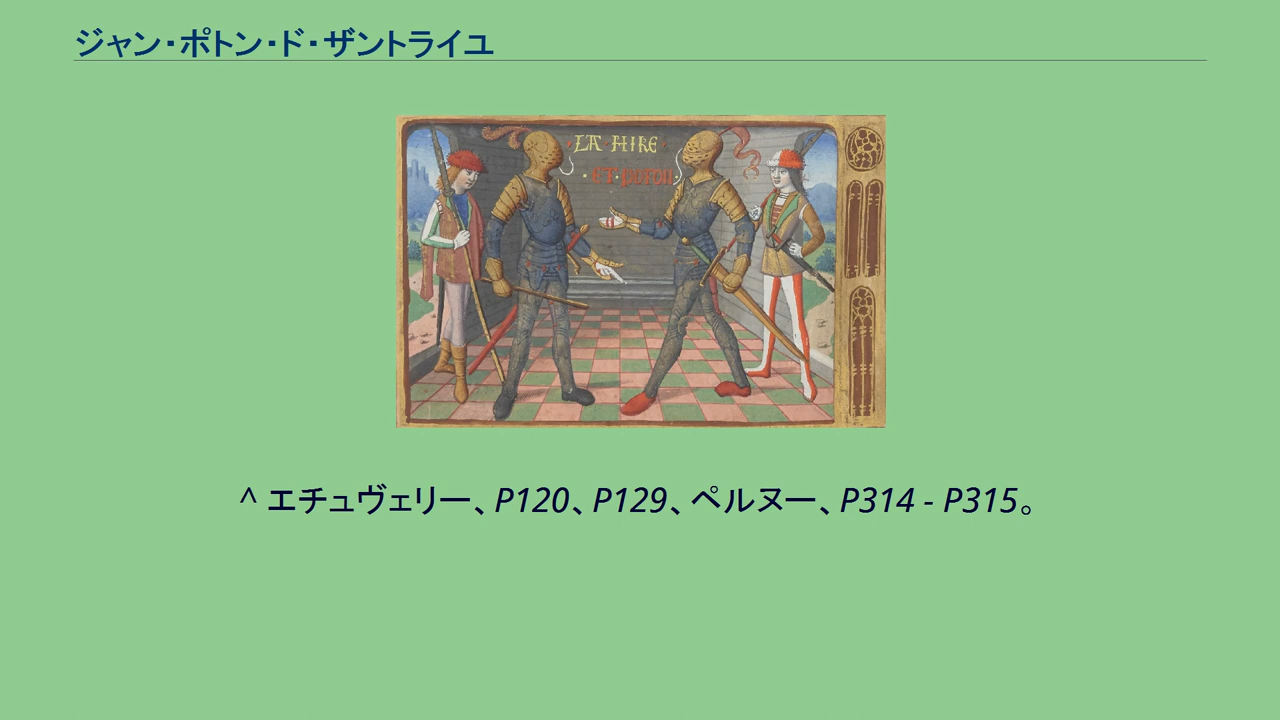 ジャン・ポトン・ド・ザントライユ
LA HIRE
ET POTON
^ エチュヴェリー、P120、P129、ペルヌー、P314 - P315。